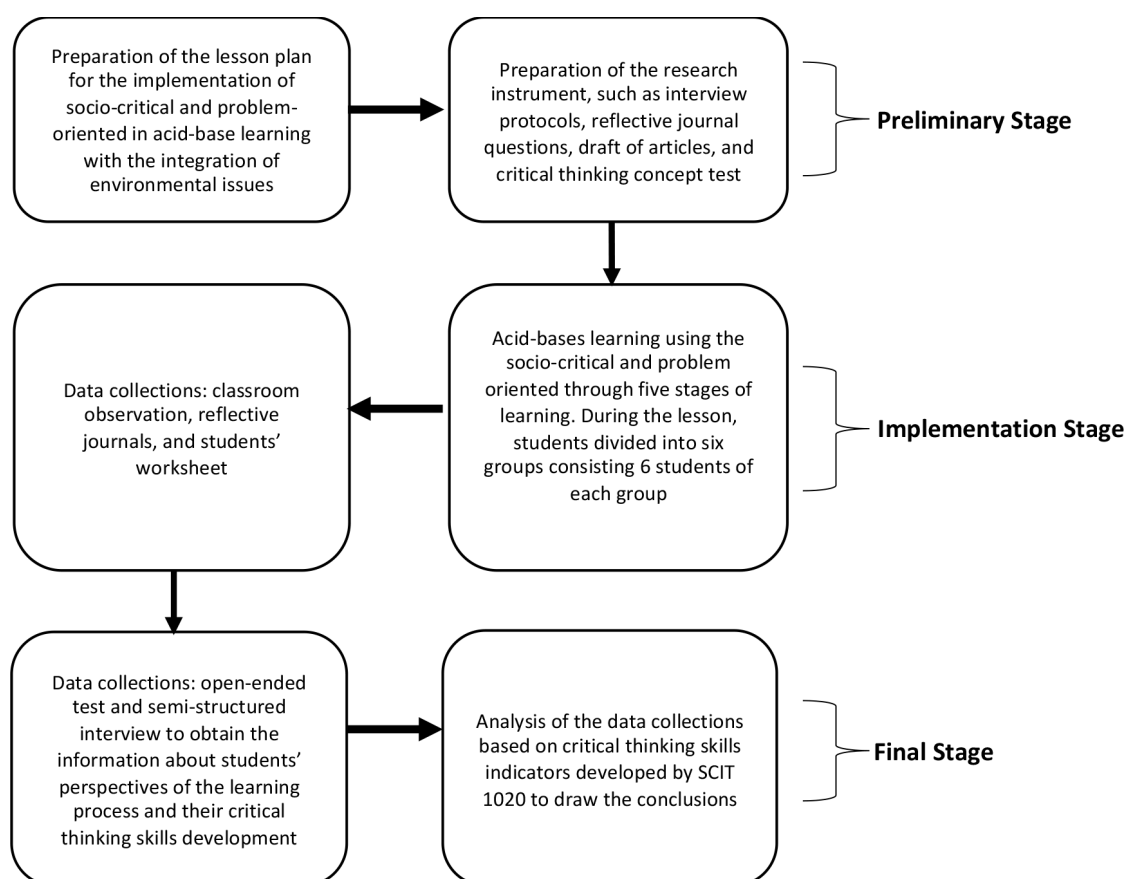 Preparation of the lesson plan
for the implementation of
socio-critical and problem-
oriented in acid-base learning
with the integration of
environmental issues
Preparation of the research
instrument, such as interview
protocols, reflective journal
questions, draft of articles, and
critical thinking concept test
Preliminary Stage
Data collections: classroom
observation, reflective
journals, and students’
worksheet
Acid-bases learning using the
socio-critical and problem
oriented through five stages of
learning. During the lesson,
students divided into six
groups consisting 6 students of
each group
Implementation Stage
Data collections: open-ended
test and semi-structured
interview to obtain the
information about students’
perspectives of the learning
process and their critical
thinking skills development
Analysis of the data collections
based on critical thinking skills
indicators developed by SCIT
1020 to draw the conclusions
Final Stage